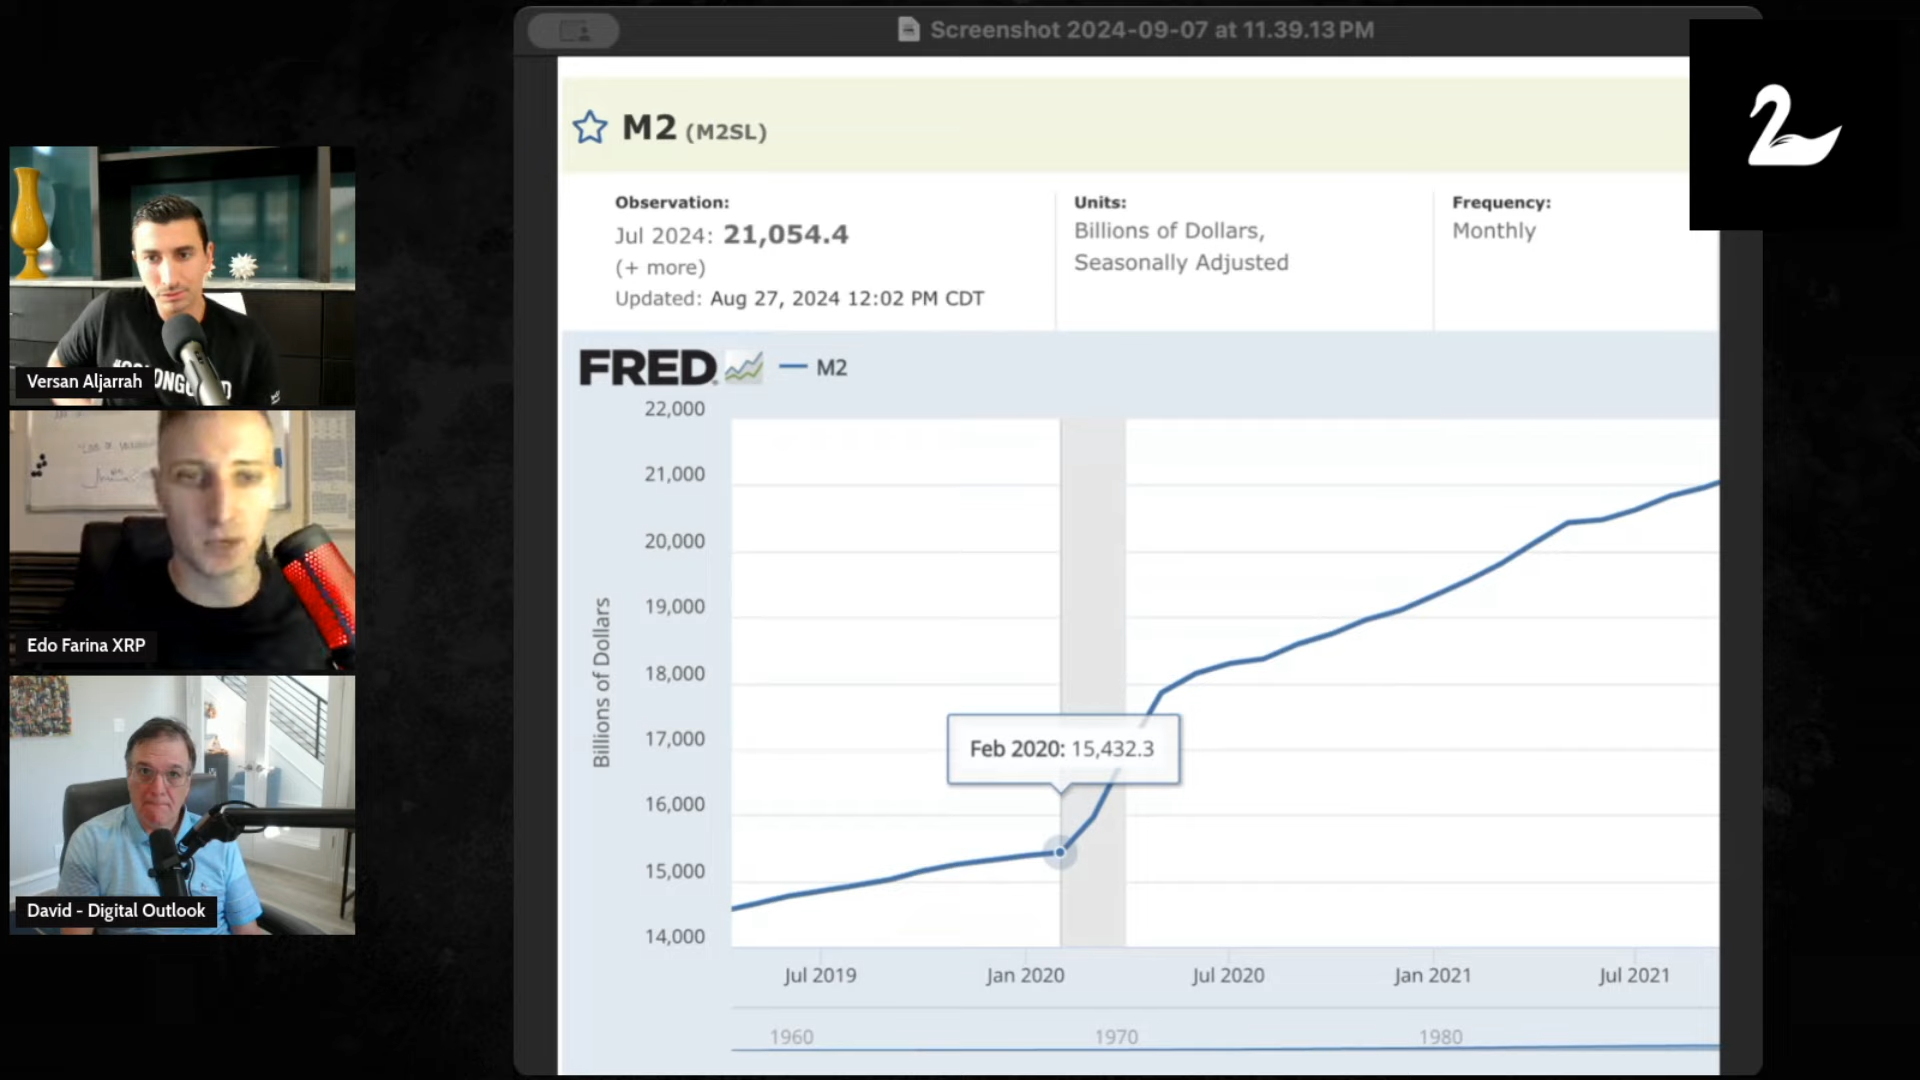 Screenshot 2024-09-07 at 11.39.13 PM
M2 (M2SL)
Observation:
Jul 2024: 21,054.4
(+ more)
Updated: Aug 27, 2024 12:02 PM CDT
Units:
Billions of Dollars,
Seasonally Adjusted
Frequency:
Monthly
FRED
M2
22,000
21,000
20,000
19,000
18,000
17,000
16,000
15,000
14,000
Billions of Dollars
Feb 2020: 15,432.3
Jul 2019
Jan 2020
Jul 2020
Jan 2021
Jul 2021
1960
1970
1980
Versan Aljarrah
Edo Farina XRP
David - Digital Outlook